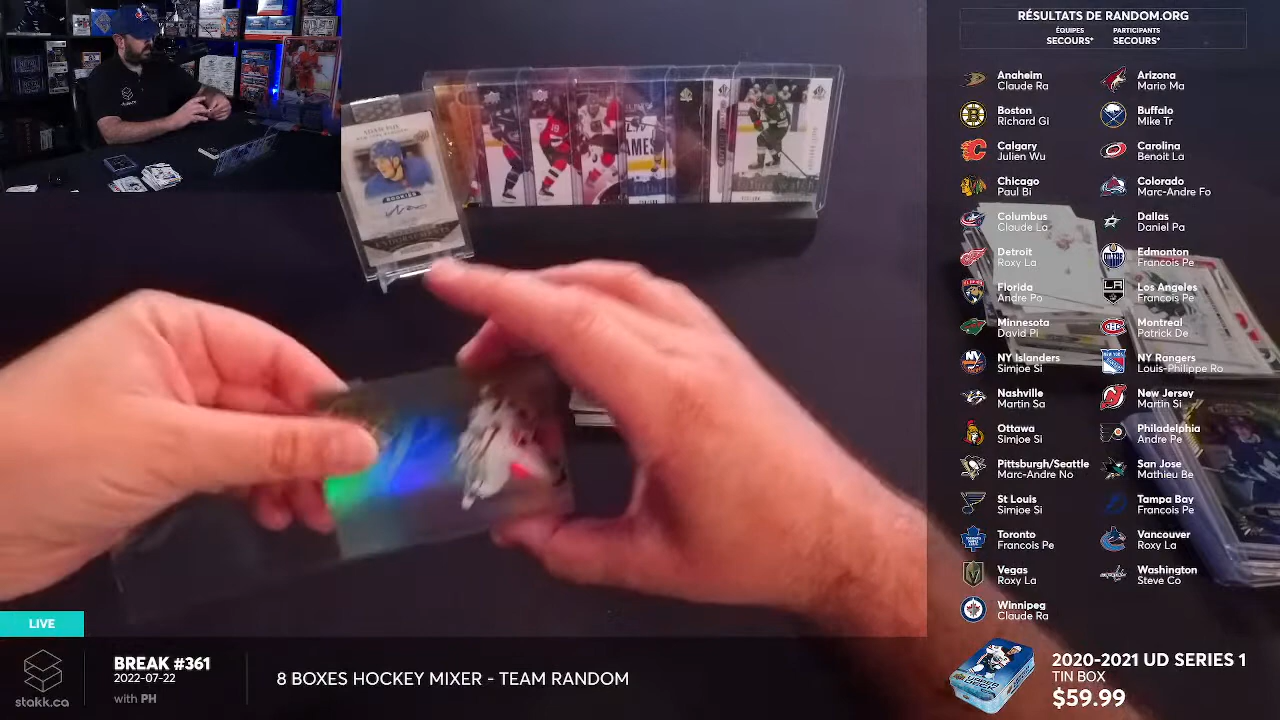 RÉSULTATS DE RANDOM.ORG
ÉQUIPES PARTICIPANTS
SECOURS* SECOURS*
Anaheim
Claude Ra
Arizona
Mario Ma
Boston
Richard Gi
Buffalo
Mike Tr
Calgary
Julien Wu
Carolina
Benoit La
Chicago
Paul Bi
Colorado
Marc-Andre Fo
Columbus
Claude La
Dallas
Daniel Pa
Detroit
Roxy La
Edmonton
Francois Pe
Florida
Andre Po
Los Angeles
Francois Pe
Minnesota
David Pi
Montreal
Patrick De
NY Islanders
Simjoe Si
NY Rangers
Louis-Philippe Ro
Nashville
Martin Sa
New Jersey
Martin Si
Ottawa
Simjoe Si
Philadelphia
Andre Pe
Pittsburgh/Seattle
Marc-Andre No
San Jose
Mathieu Be
St Louis
Simjoe Si
Tampa Bay
Francois Pe
Toronto
Francois Pe
Vancouver
Roxy La
Vegas
Roxy La
Washington
Steve Co
Winnipeg
Claude Ra
LIVE
stakk.ca
BREAK #361
2022-07-22
with PH
8 BOXES HOCKEY MIXER - TEAM RANDOM
2020-2021 UD SERIES 1
TIN BOX
$59.99